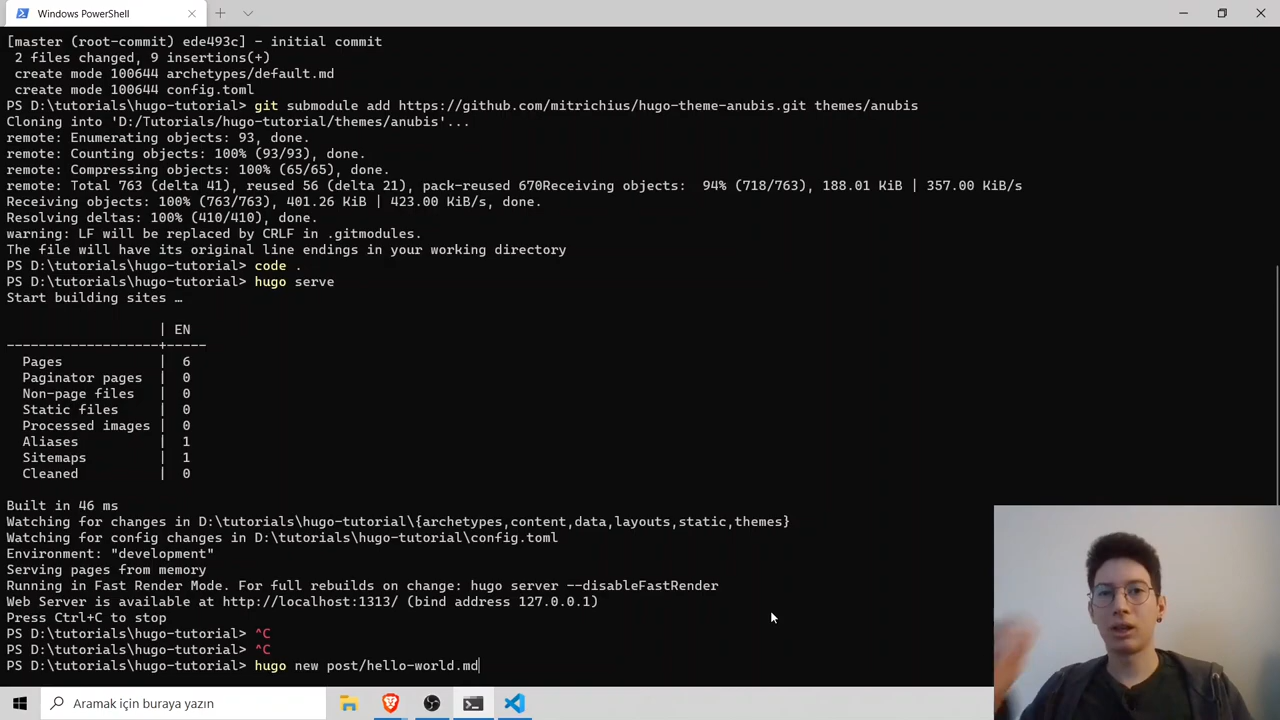 Windows PowerShell
[master (root-commit) ede493c] - initial commit
2 files changed, 9 insertions(+)
create mode 100644 archetypes/default.md
create mode 100644 config.toml
PS D:\tutorials\hugo-tutorial> git submodule add https://github.com/mitrichius/hugo-theme-anubis.git themes/anubis
Cloning into 'D:/Tutorials/hugo-tutorial/themes/anubis'...
remote: Enumerating objects: 93, done.
remote: Counting objects: 100% (93/93), done.
remote: Compressing objects: 100% (65/65), done.
remote: Total 763 (delta 41), reused 56 (delta 21), pack-reused 670Receiving objects:  94% (718/763), 188.01 KiB | 357.00 KiB/s
Receiving objects: 100% (763/763), 401.26 KiB | 423.00 KiB/s, done.
Resolving deltas: 100% (410/410), done.
warning: LF will be replaced by CRLF in .gitmodules.
The file will have its original line endings in your working directory
PS D:\tutorials\hugo-tutorial> code .
PS D:\tutorials\hugo-tutorial> hugo serve
Start building sites …
| EN
-------------------+-----
Pages | 6
Paginator pages | 0
Non-page files | 0
Static files | 0
Processed images | 0
Aliases | 1
Sitemaps | 1
Cleaned | 0
Built in 46 ms
Watching for changes in D:\tutorials\hugo-tutorial\{archetypes,content,data,layouts,static,themes}
Watching for config changes in D:\tutorials\hugo-tutorial\config.toml
Environment: "development"
Serving pages from memory
Running in Fast Render Mode. For full rebuilds on change: hugo server --disableFastRender
Web Server is available at http://localhost:1313/ (bind address 127.0.0.1)
Press Ctrl+C to stop
PS D:\tutorials\hugo-tutorial> ^C
PS D:\tutorials\hugo-tutorial> ^C
PS D:\tutorials\hugo-tutorial> hugo new post/hello-world.md
Aramak için buraya yazın